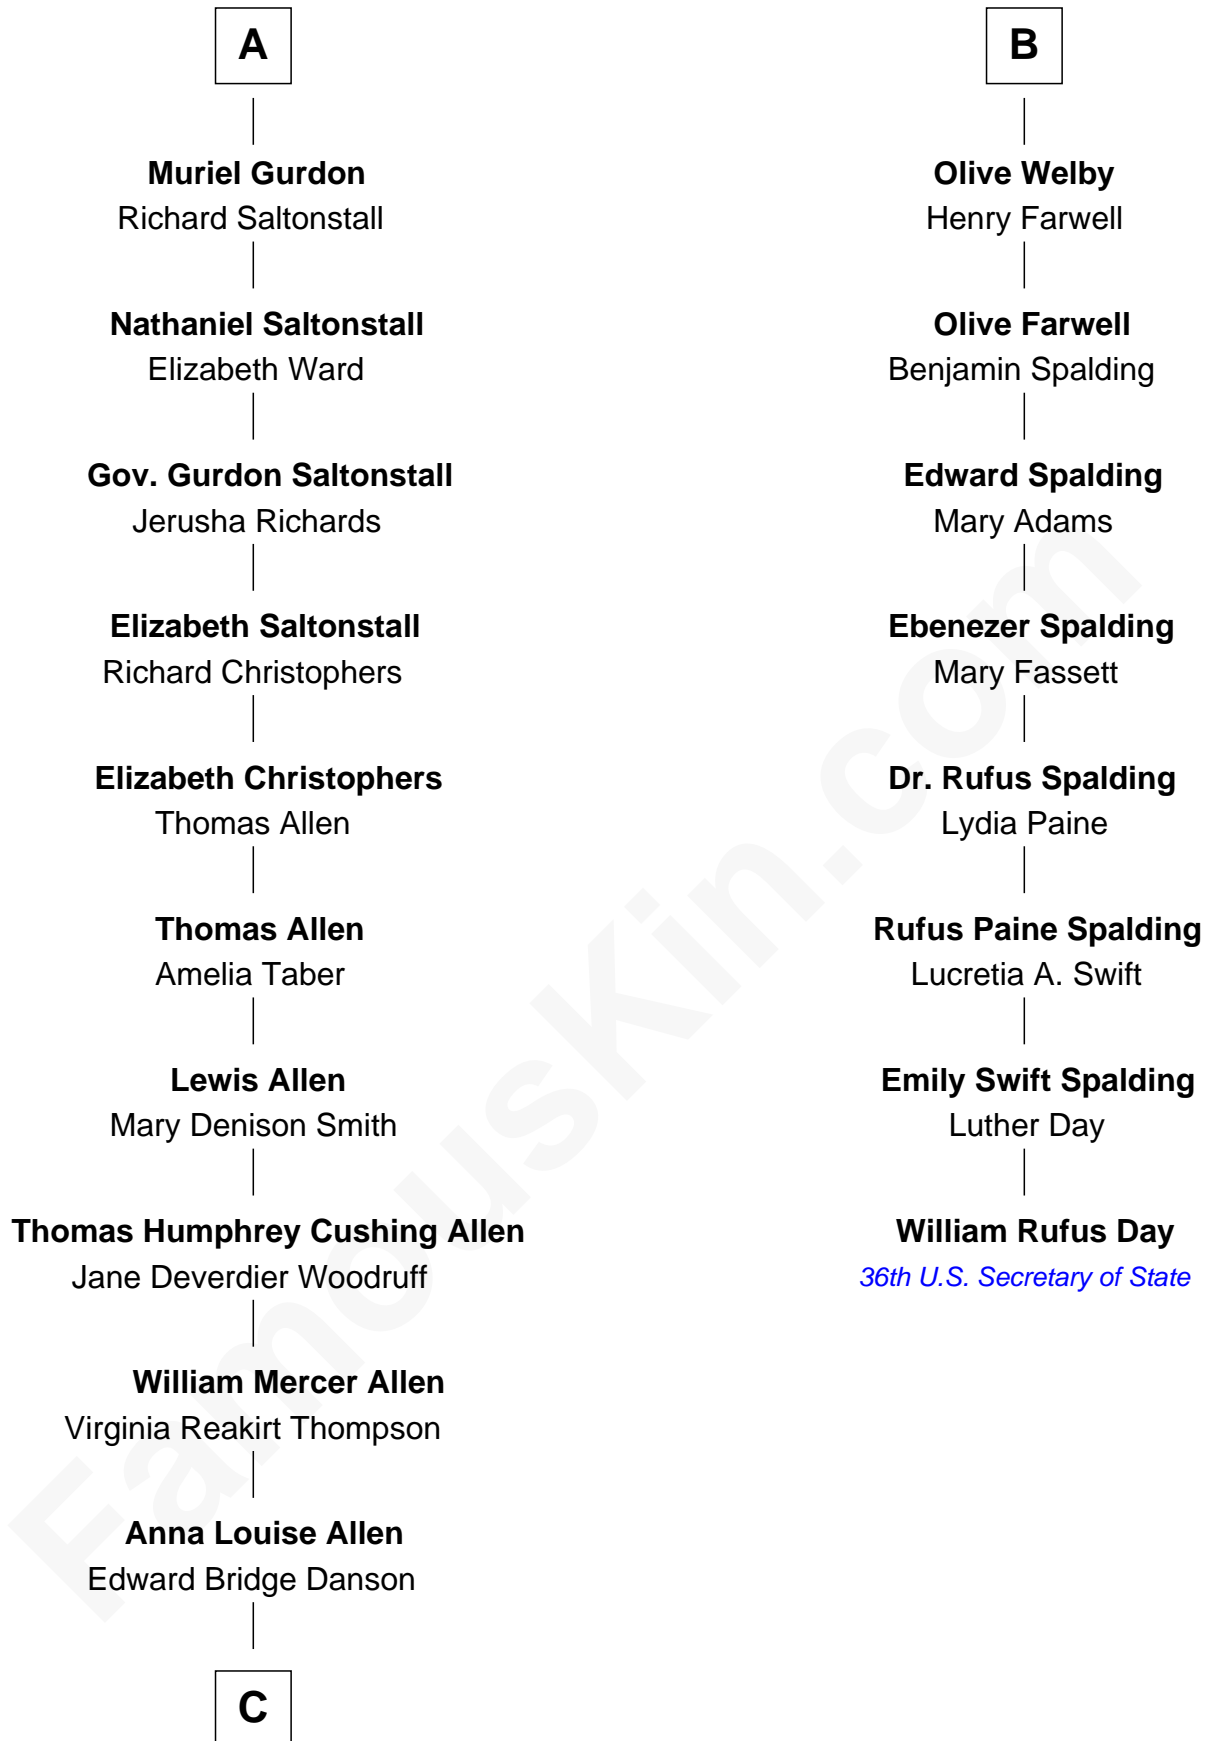 A
Muriel Gurdon
Richard Saltonstall
Nathaniel Saltonstall
Elizabeth Ward
Gov. Gurdon Saltonstall
Jerusha Richards
Elizabeth Saltonstall
Richard Christophers
Elizabeth Christophers
Thomas Allen
Thomas Allen
Amelia Taber
Lewis Allen
Mary Denison Smith
Thomas Humphrey Cushing Allen
Jane Deverdier Woodruff
William Mercer Allen
Virginia Reakirt Thompson
Anna Louise Allen
Edward Bridge Danson
C
B
Olive Welby
Henry Farwell
Olive Farwell
Benjamin Spalding
Edward Spalding
Mary Adams
Ebenezer Spalding
Mary Fassett
Dr. Rufus Spalding
Lydia Paine
Rufus Paine Spalding
Lucretia A. Swift
Emily Swift Spalding
Luther Day
William Rufus Day
36th U.S. Secretary of State
FamousKin.com